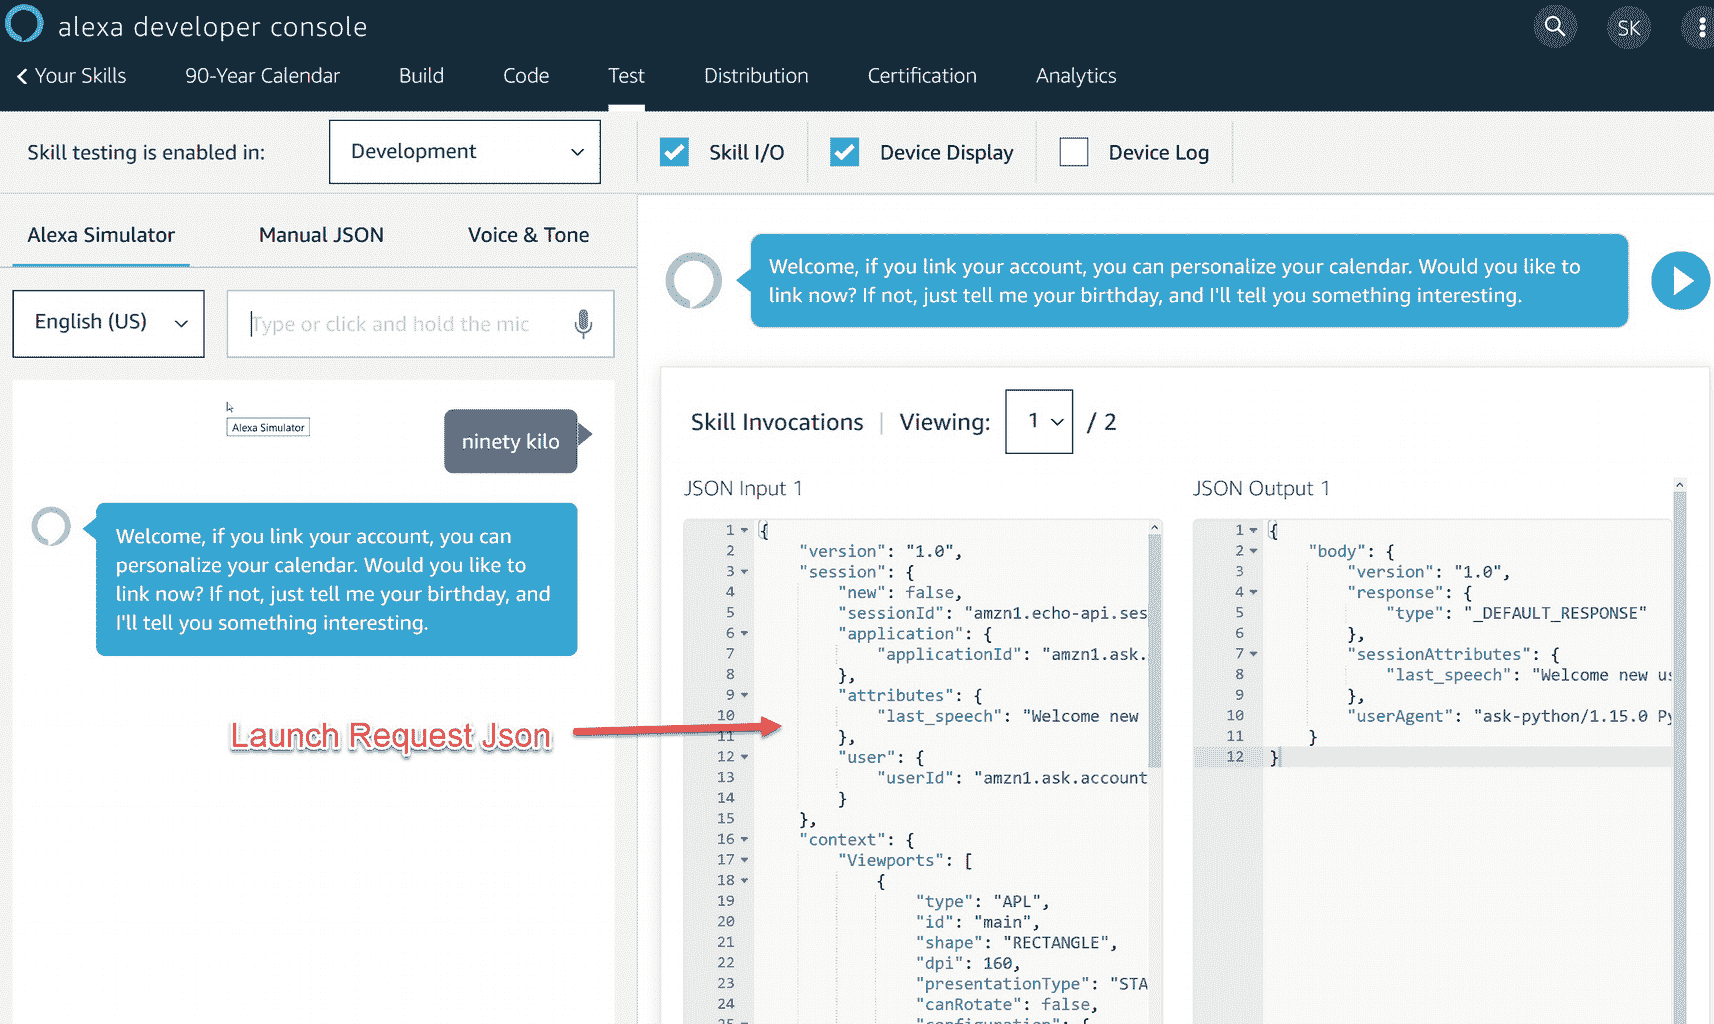 alexa developer console
SK
Your Skills
90-Year Calendar
Build
Code
Test
Distribution
Certification
Analytics
Skill testing is enabled in:
Development
Skill I/O
Device Display
Device Log
Alexa Simulator
Manual JSON
Voice & Tone
English (US)
Type or click and hold the mic
Alexa Simulator
ninety kilo
Welcome, if you link your account, you can
personalize your calendar. Would you like to
link now? If not, just tell me your birthday, and
I'll tell you something interesting.
Launch Request Json
Welcome, if you link your account, you can personalize your calendar. Would you like to
link now? If not, just tell me your birthday, and I'll tell you something interesting.
Skill Invocations | Viewing: 1 / 2
JSON Input 1
1 {
2 "version": "1.0",
3 "session": {
4 "new": false,
5 "sessionId": "amzn1.echo-api.ses
6 "application": {
7 "applicationId": "amzn1.ask.
8 },
9 "attributes": {
10 "last_speech": "Welcome new
11 },
12 "user": {
13 "userId": "amzn1.ask.account
14 }
15 },
16 "context": {
17 "Viewports": [
18 {
19 "type": "APL",
20 "id": "main",
21 "shape": "RECTANGLE",
22 "dpi": 160,
23 "presentationType": "STA
24 "canRotate": false,
25 "configuration": {
JSON Output 1
1 {
2 "body": {
3 "version": "1.0",
4 "response": {
5 "type": "_DEFAULT_RESPONSE"
6 },
7 "sessionAttributes": {
8 "last_speech": "Welcome new us
9 },
10 "userAgent": "ask-python/1.15.0 Py
11 }
12 }